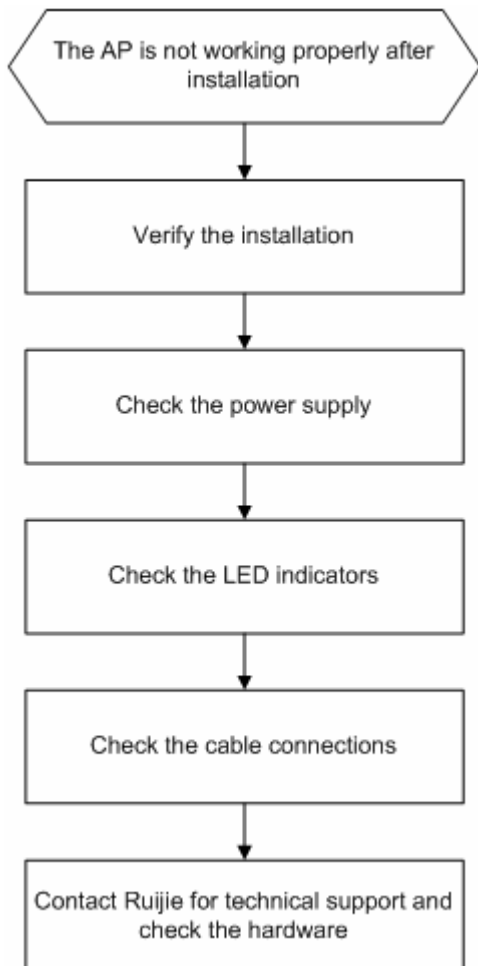 The AP is not working properly after
installation
Verify the installation
Check the power supply
Check the LED indicators
Check the cable connections
Contact Ruijie for technical support and
check the hardware